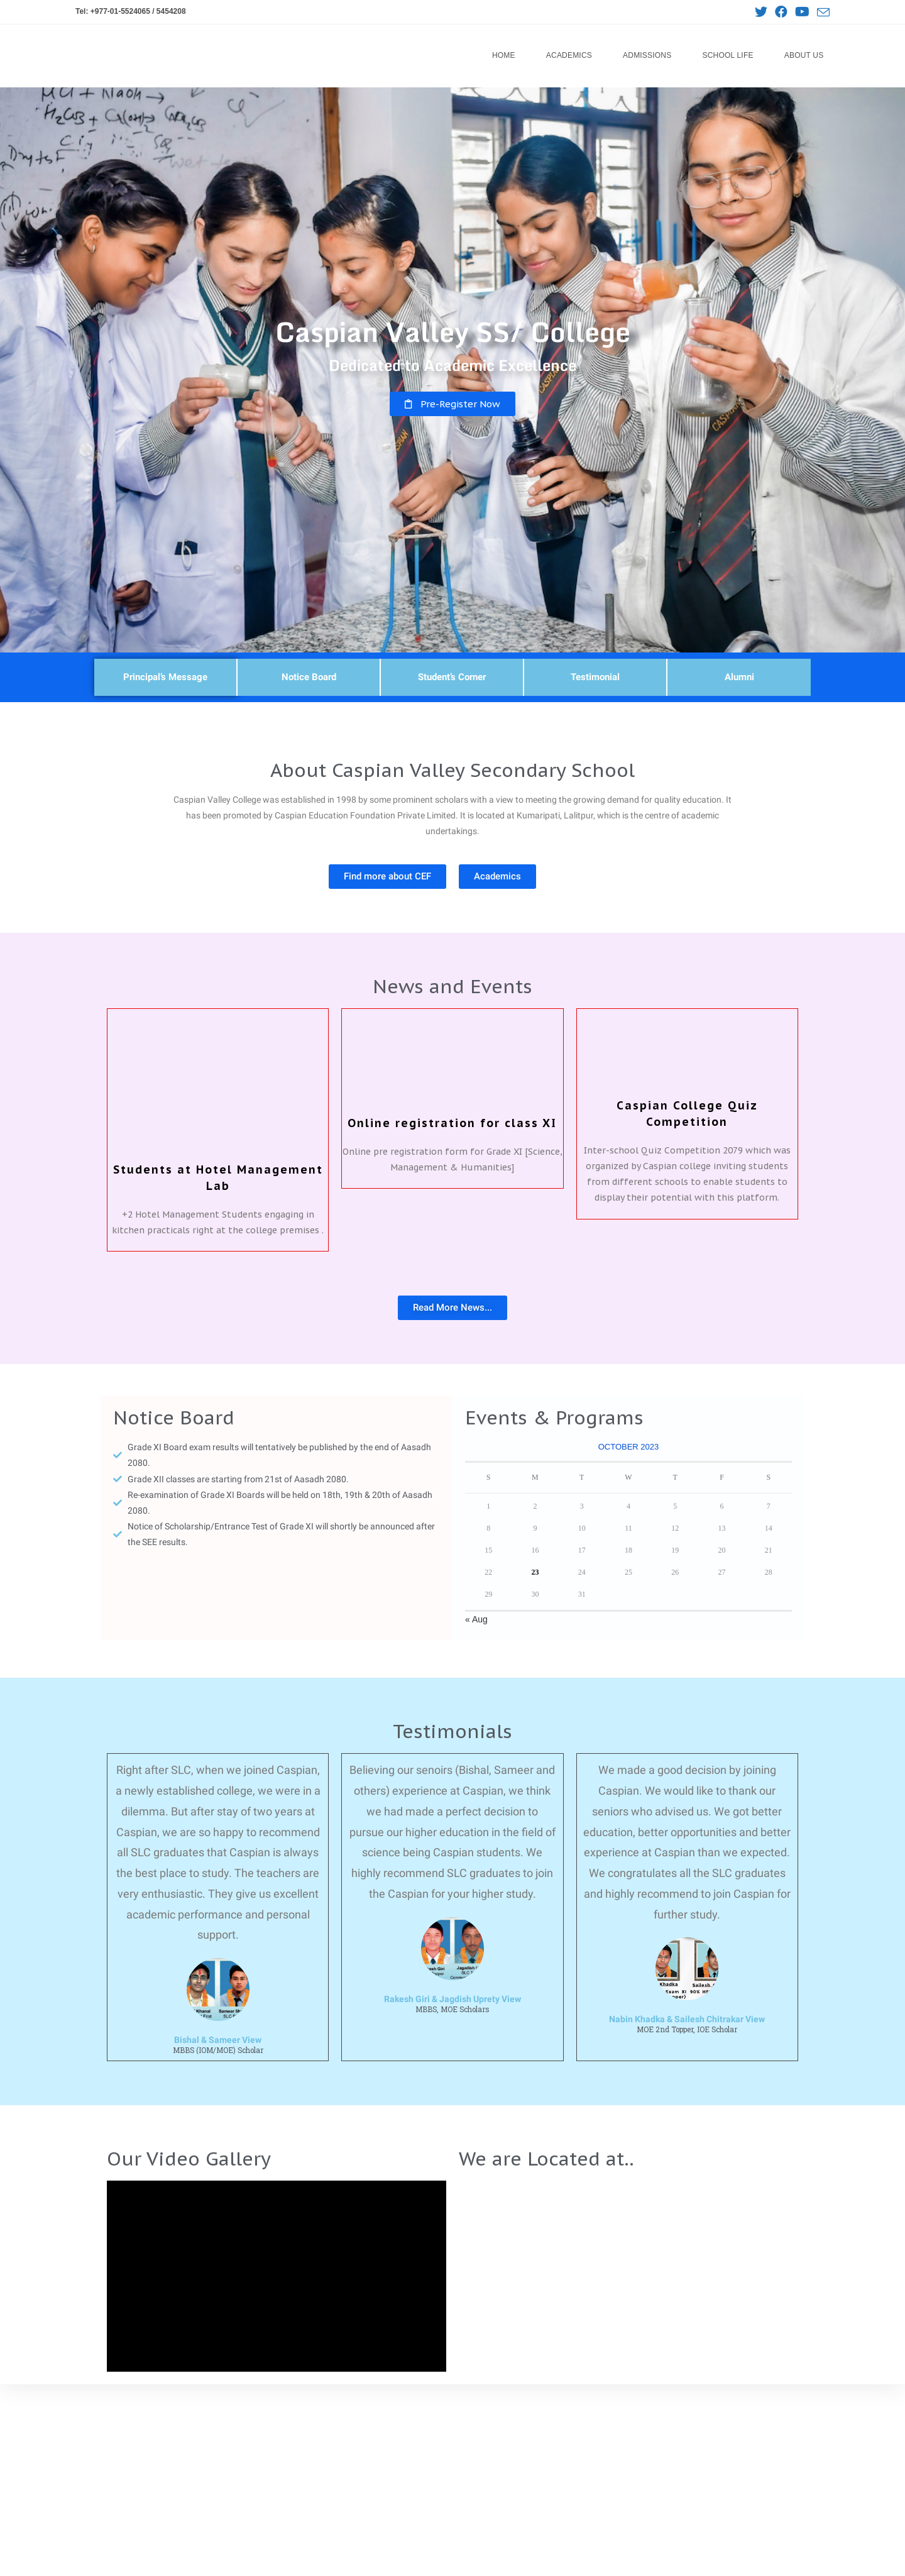 Tel: +977-01-5524065 / 5454208
HOME
ACADEMICS
ADMISSIONS
SCHOOL LIFE
ABOUT US
Caspian Valley SS/ College
Dedicated to Academic Excellence
Pre-Register Now
Principal's Message
Notice Board
Student's Corner
Testimonial
Alumni
About Caspian Valley Secondary School
Caspian Valley College was established in 1998 by some prominent scholars with a view to meeting the growing demand for quality education. It
has been promoted by Caspian Education Foundation Private Limited. It is located at Kumaripati, Lalitpur, which is the centre of academic
undertakings.
Find more about CEF
Academics
News and Events
Students at Hotel Management
Lab
+2 Hotel Management Students engaging in
kitchen practicals right at the college premises .
Online registration for class XI
Online pre registration form for Grade XI [Science,
Management & Humanities]
Caspian College Quiz
Competition
Inter-school Quiz Competition 2079 which was
organized by Caspian college inviting students
from different schools to enable students to
display their potential with this platform.
Read More News...
Notice Board
Grade XI Board exam results will tentatively be published by the end of Aasadh
2080.
Grade XII classes are starting from 21st of Aasadh 2080.
Re-examination of Grade XI Boards will be held on 18th, 19th & 20th of Aasadh
2080.
Notice of Scholarship/Entrance Test of Grade XI will shortly be announced after
the SEE results.
Events & Programs
OCTOBER 2023
S M T W T F S
1 2 3 4 5 6 7
8 9 10 11 12 13 14
15 16 17 18 19 20 21
22 23 24 25 26 27 28
29 30 31
« Aug
Testimonials
Right after SLC, when we joined Caspian,
a newly established college, we were in a
dilemma. But after stay of two years at
Caspian, we are so happy to recommend
all SLC graduates that Caspian is always
the best place to study. The teachers are
very enthusiastic. They give us excellent
academic performance and personal
support.
Bishal & Sameer View
MBBS (IOM/MOE) Scholar
Believing our senoirs (Bishal, Sameer and
others) experience at Caspian, we think
we had made a perfect decision to
pursue our higher education in the field of
science being Caspian students. We
highly recommend SLC graduates to join
the Caspian for your higher study.
Rakesh Giri & Jagdish Uprety View
MBBS, MOE Scholars
We made a good decision by joining
Caspian. We would like to thank our
seniors who advised us. We got better
education, better opportunities and better
experience at Caspian than we expected.
We congratulates all the SLC graduates
and highly recommend to join Caspian for
further study.
Nabin Khadka & Sailesh Chitrakar View
MOE 2nd Topper, IOE Scholar
Our Video Gallery
We are Located at..